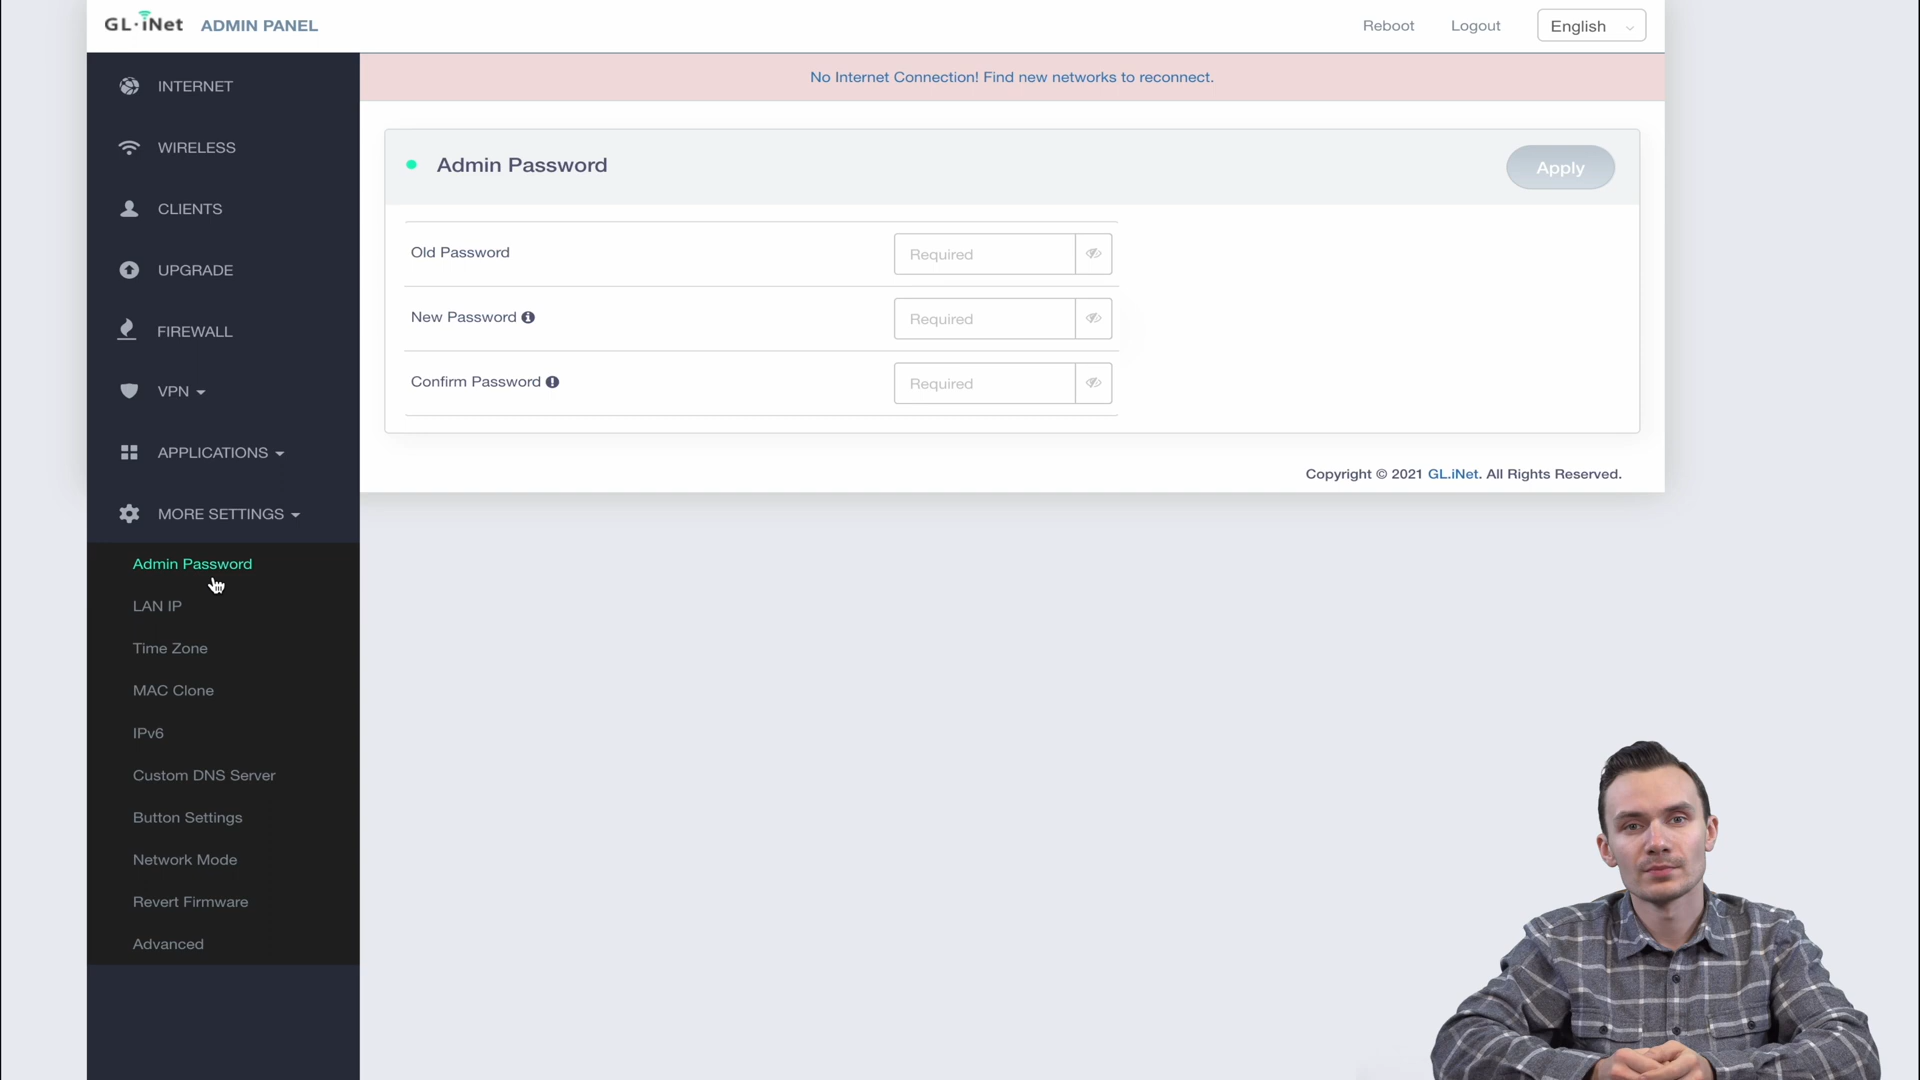 GL·iNet ADMIN PANEL
Reboot
Logout
English
INTERNET
WIRELESS
CLIENTS
UPGRADE
FIREWALL
VPN
APPLICATIONS
MORE SETTINGS
Admin Password
LAN IP
Time Zone
MAC Clone
IPv6
Custom DNS Server
Button Settings
Network Mode
Revert Firmware
Advanced
No Internet Connection! Find new networks to reconnect.
Admin Password
Apply
Old Password
Required
New Password
Required
Confirm Password
Required
Copyright © 2021 GL.iNet. All Rights Reserved.